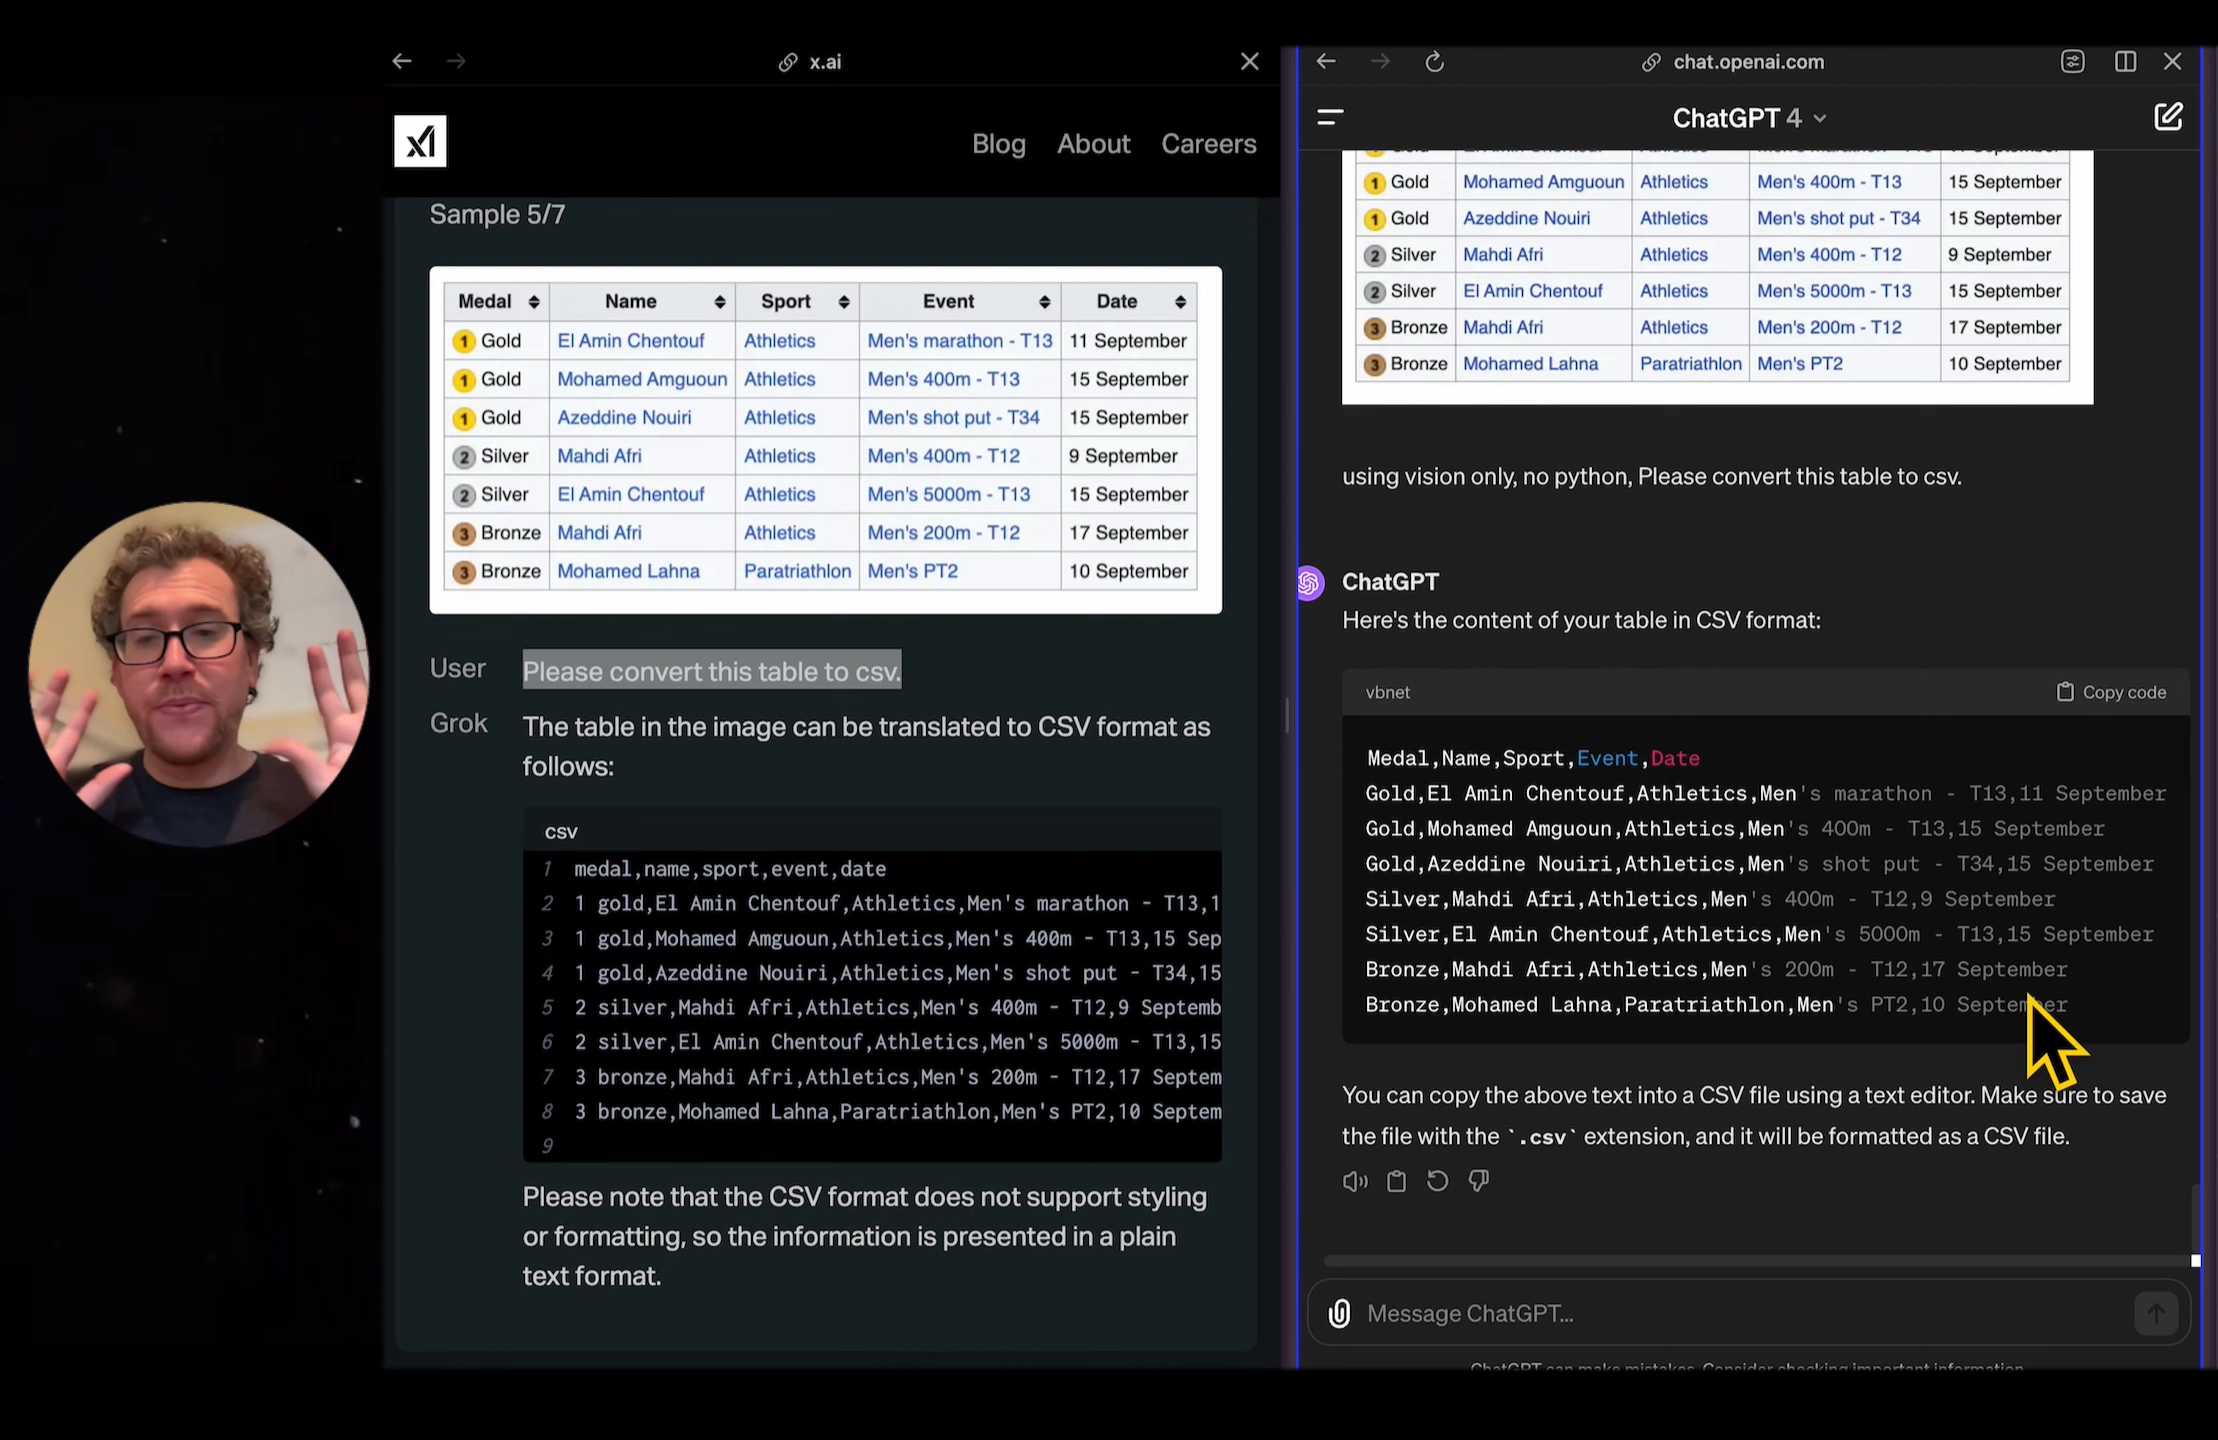 x.ai
xI
Blog About Careers
Sample 5/7
Medal Name Sport Event Date
1 Gold El Amin Chentouf Athletics Men's marathon - T13 11 September
1 Gold Mohamed Amguoun Athletics Men's 400m - T13 15 September
1 Gold Azeddine Nouiri Athletics Men's shot put - T34 15 September
2 Silver Mahdi Afri Athletics Men's 400m - T12 9 September
2 Silver El Amin Chentouf Athletics Men's 5000m - T13 15 September
3 Bronze Mahdi Afri Athletics Men's 200m - T12 17 September
3 Bronze Mohamed Lahna Paratriathlon Men's PT2 10 September
User Please convert this table to csv.
Grok The table in the image can be translated to CSV format as
follows:
csv
1 medal,name,sport,event,date
2 1 gold,El Amin Chentouf,Athletics,Men's marathon - T13,1
3 1 gold,Mohamed Amguoun,Athletics,Men's 400m - T13,15 Sep
4 1 gold,Azeddine Nouiri,Athletics,Men's shot put - T34,15
5 2 silver,Mahdi Afri,Athletics,Men's 400m - T12,9 Septemb
6 2 silver,El Amin Chentouf,Athletics,Men's 5000m - T13,15
7 3 bronze,Mahdi Afri,Athletics,Men's 200m - T12,17 Septem
8 3 bronze,Mohamed Lahna,Paratriathlon,Men's PT2,10 Septem
9
Please note that the CSV format does not support styling
or formatting, so the information is presented in a plain
text format.
chat.openai.com
ChatGPT 4
1 Gold Mohamed Amguoun Athletics Men's 400m - T13 15 September
1 Gold Azeddine Nouiri Athletics Men's shot put - T34 15 September
2 Silver Mahdi Afri Athletics Men's 400m - T12 9 September
2 Silver El Amin Chentouf Athletics Men's 5000m - T13 15 September
3 Bronze Mahdi Afri Athletics Men's 200m - T12 17 September
3 Bronze Mohamed Lahna Paratriathlon Men's PT2 10 September
using vision only, no python, Please convert this table to csv.
ChatGPT
Here's the content of your table in CSV format:
vbnet Copy code
Medal,Name,Sport,Event,Date
Gold,El Amin Chentouf,Athletics,Men's marathon - T13,11 September
Gold,Mohamed Amguoun,Athletics,Men's 400m - T13,15 September
Gold,Azeddine Nouiri,Athletics,Men's shot put - T34,15 September
Silver,Mahdi Afri,Athletics,Men's 400m - T12,9 September
Silver,El Amin Chentouf,Athletics,Men's 5000m - T13,15 September
Bronze,Mahdi Afri,Athletics,Men's 200m - T12,17 September
Bronze,Mohamed Lahna,Paratriathlon,Men's PT2,10 September
You can copy the above text into a CSV file using a text editor. Make sure to save
the file with the `.csv` extension, and it will be formatted as a CSV file.
Message ChatGPT...
ChatGPT can make mistakes. Consider checking important information.